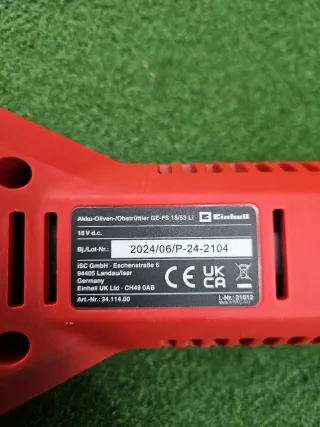 Akku-Oliven-/Obstrüttler GE-FS 18/53 Li
Einhell
18 V d.c.
Bj./Lot-Nr.: 2024/06/P-24-2104
iSC GmbH - Eschenstraße 6
94405 Landau/Isar
Germany
Einhell UK Ltd · CH49 0AB
Art.-Nr.: 34.114.00
CE
UK
CA
I.-Nr.: 21012